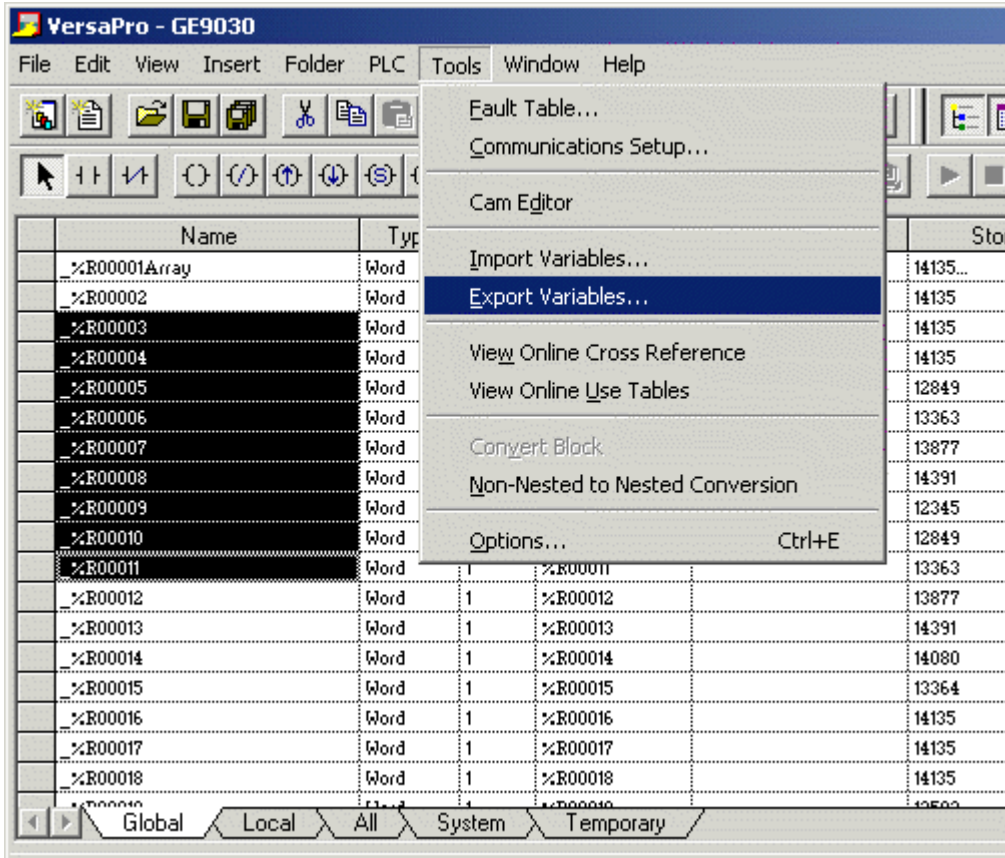 VersaPro - GE9030
File Edit View Insert Folder PLC Tools Window Help
Fault Table...
Communications Setup...
Cam Editor
Import Variables...
Export Variables...
View Online Cross Reference
View Online Use Tables
Convert Block
Non-Nested to Nested Conversion
Options... Ctrl+E
Name
_%R00001Array Word 14135...
_%R00002 Word 14135
_%R00003 Word 14135
_%R00004 Word 14135
_%R00005 Word 12849
_%R00006 Word 13363
_%R00007 Word 13877
_%R00008 Word 14391
_%R00009 Word 12345
_%R00010 Word 12849
_%R00011 Word 1 %R00011 13363
_%R00012 Word 1 %R00012 13877
_%R00013 Word 1 %R00013 14391
_%R00014 Word 1 %R00014 14080
_%R00015 Word 1 %R00015 13364
_%R00016 Word 1 %R00016 14135
_%R00017 Word 1 %R00017 14135
_%R00018 Word 1 %R00018 14135
Global Local All System Temporary